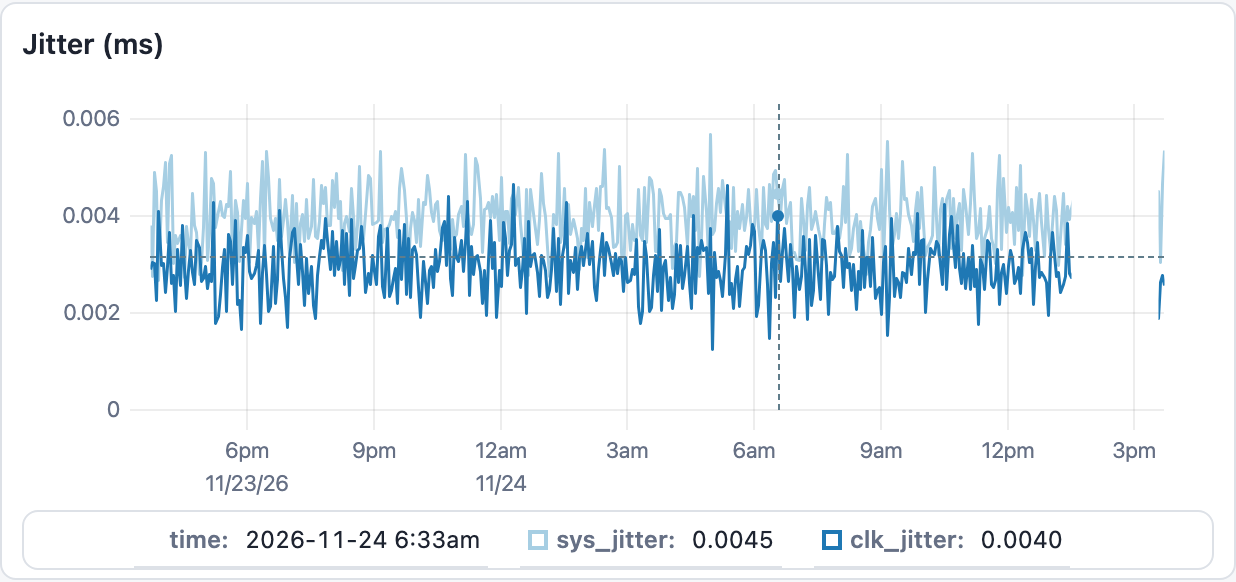 Jitter (ms)
0.006
0.004
0.002
0
6pm 9pm 12am 3am 6am 9am 12pm 3pm
11/23/26 11/24
time: 2026-11-24 6:33am sys_jitter: 0.0045 clk_jitter: 0.0040